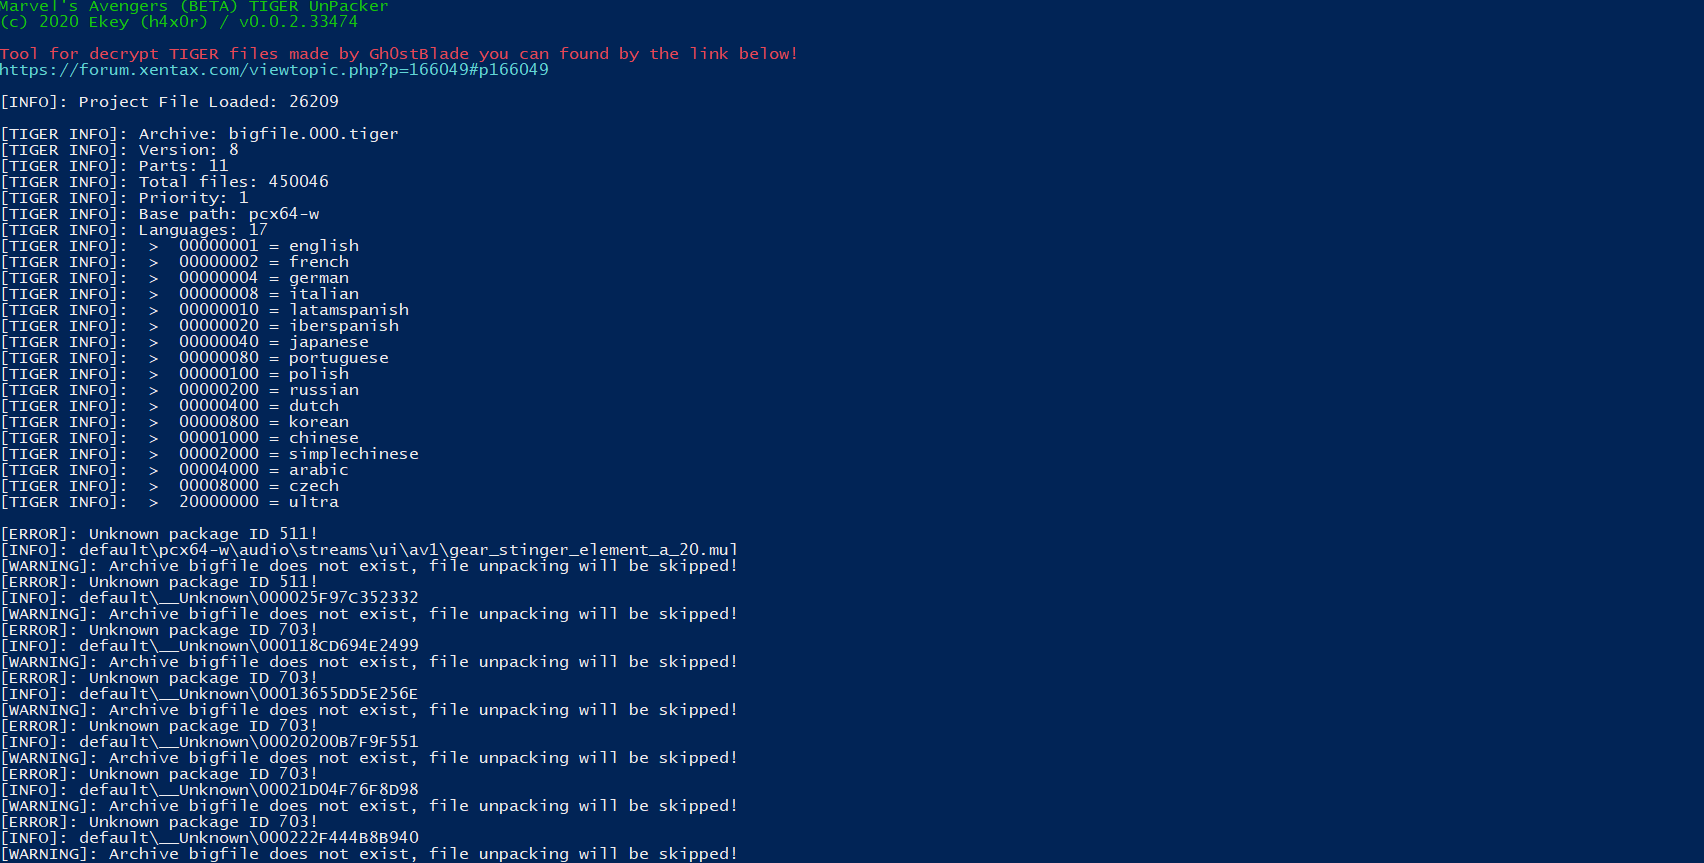 Marvel's Avengers (BETA) TIGER UnPacker
(c) 2020 Ekey (h4x0r) / v0.0.2.33474
Tool for decrypt TIGER files made by Gh0stBlade you can found by the link below!
https://forum.xentax.com/viewtopic.php?p=166049#p166049
[INFO]: Project File Loaded: 26209
[TIGER INFO]: Archive: bigfile.000.tiger
[TIGER INFO]: Version: 8
[TIGER INFO]: Parts: 11
[TIGER INFO]: Total files: 450046
[TIGER INFO]: Priority: 1
[TIGER INFO]: Base path: pcx64-w
[TIGER INFO]: Languages: 17
[TIGER INFO]:  >  00000001 = english
[TIGER INFO]:  >  00000002 = french
[TIGER INFO]:  >  00000004 = german
[TIGER INFO]:  >  00000008 = italian
[TIGER INFO]:  >  00000010 = latamspanish
[TIGER INFO]:  >  00000020 = iberspanish
[TIGER INFO]:  >  00000040 = japanese
[TIGER INFO]:  >  00000080 = portuguese
[TIGER INFO]:  >  00000100 = polish
[TIGER INFO]:  >  00000200 = russian
[TIGER INFO]:  >  00000400 = dutch
[TIGER INFO]:  >  00000800 = korean
[TIGER INFO]:  >  00001000 = chinese
[TIGER INFO]:  >  00002000 = simplechinese
[TIGER INFO]:  >  00004000 = arabic
[TIGER INFO]:  >  00008000 = czech
[TIGER INFO]:  >  20000000 = ultra
[ERROR]: Unknown package ID 511!
[INFO]: default\pcx64-w\audio\streams\ui\av1\gear_stinger_element_a_20.mul
[WARNING]: Archive bigfile does not exist, file unpacking will be skipped!
[ERROR]: Unknown package ID 511!
[INFO]: default\__Unknown\000025F97C352332
[WARNING]: Archive bigfile does not exist, file unpacking will be skipped!
[ERROR]: Unknown package ID 703!
[INFO]: default\__Unknown\000118CD694E2499
[WARNING]: Archive bigfile does not exist, file unpacking will be skipped!
[ERROR]: Unknown package ID 703!
[INFO]: default\__Unknown\00013655DD5E256E
[WARNING]: Archive bigfile does not exist, file unpacking will be skipped!
[ERROR]: Unknown package ID 703!
[INFO]: default\__Unknown\00020200B7F9F551
[WARNING]: Archive bigfile does not exist, file unpacking will be skipped!
[ERROR]: Unknown package ID 703!
[INFO]: default\__Unknown\00021D04F76F8D98
[WARNING]: Archive bigfile does not exist, file unpacking will be skipped!
[ERROR]: Unknown package ID 703!
[INFO]: default\__Unknown\000222F444B8B940
[WARNING]: Archive bigfile does not exist, file unpacking will be skipped!